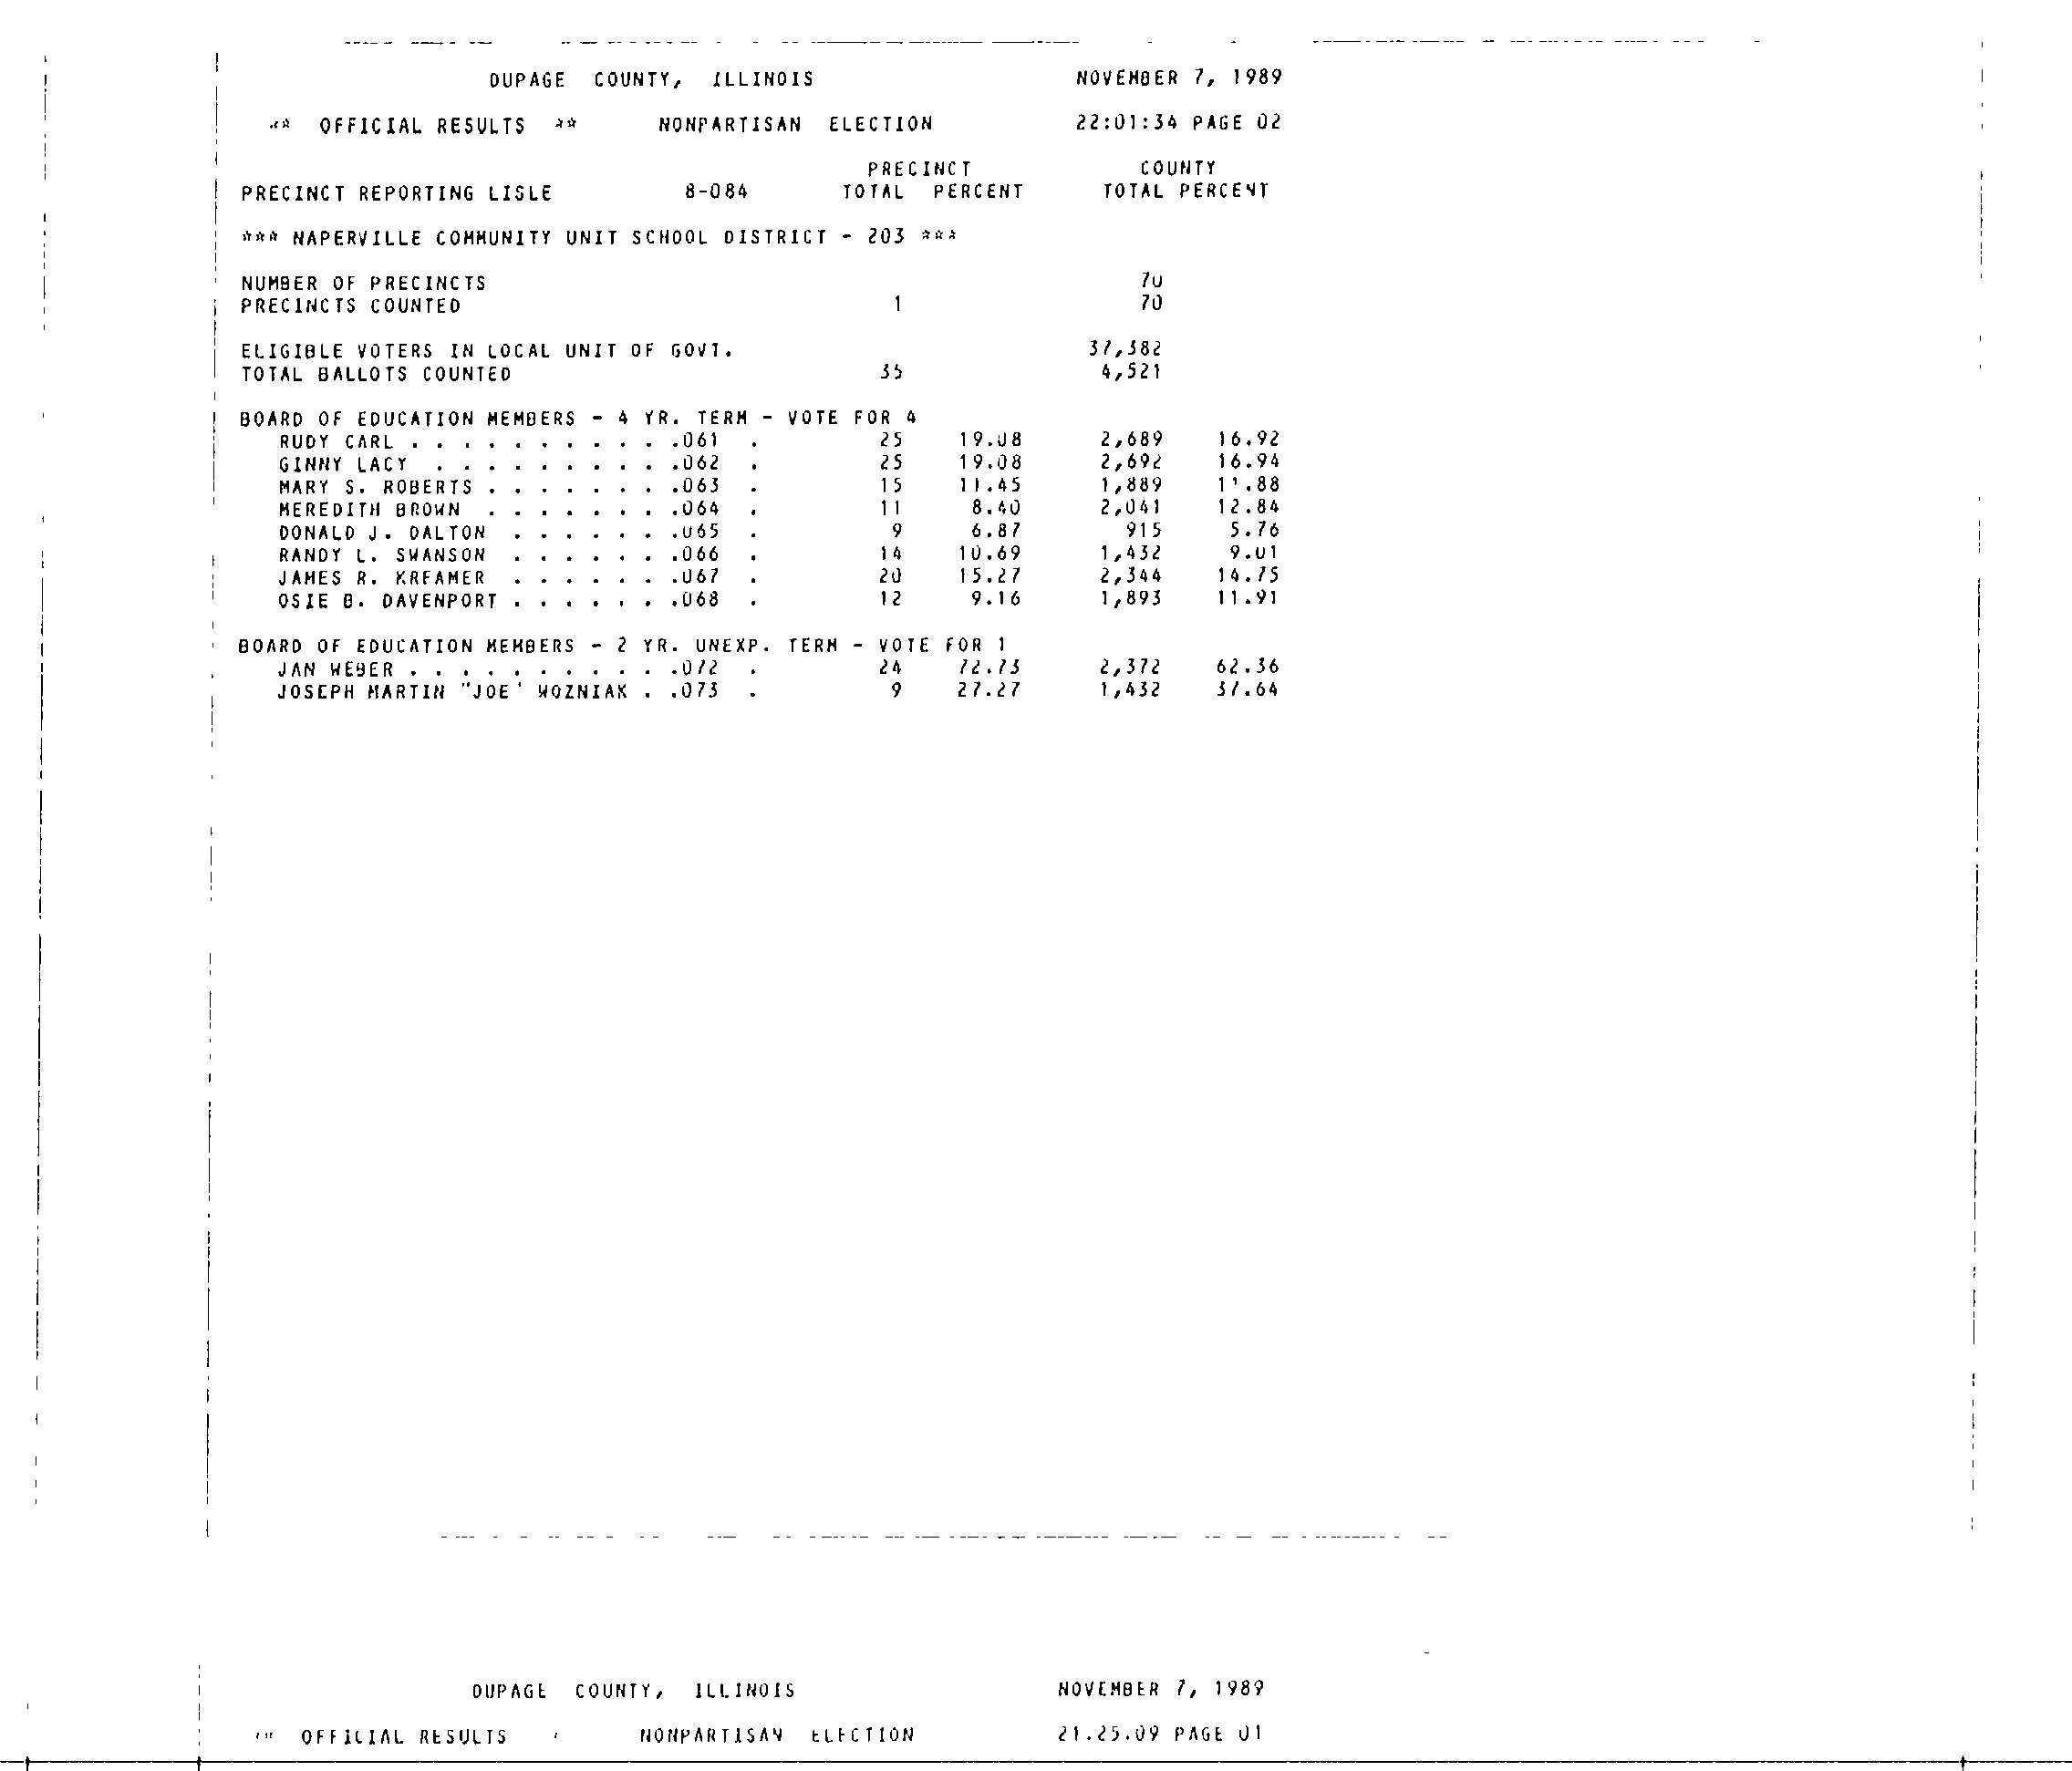 DUPAGE COUNTY, ILLINOIS NOVEMBER 7, 1989
** OFFICIAL RESULTS ** NONPARTISAN ELECTION 22:01:34 PAGE 02
PRECINCT COUNTY
PRECINCT REPORTING LISLE 8-084 TOTAL PERCENT TOTAL PERCENT
*** NAPERVILLE COMMUNITY UNIT SCHOOL DISTRICT - 203 ***
NUMBER OF PRECINCTS 70
PRECINCTS COUNTED 1 70
ELIGIBLE VOTERS IN LOCAL UNIT OF GOVT. 37,382
TOTAL BALLOTS COUNTED 35 4,521
BOARD OF EDUCATION MEMBERS - 4 YR. TERM - VOTE FOR 4
RUDY CARL . . . . . . . . . . .061 . 25 19.08 2,689 16.92
GINNY LACY . . . . . . . . . .062 . 25 19.08 2,692 16.94
MARY S. ROBERTS . . . . . . . .063 . 15 11.45 1,889 11.88
MEREDITH BROWN . . . . . . . .064 . 11 8.40 2,041 12.84
DONALD J. DALTON . . . . . . .065 . 9 6.87 915 5.76
RANDY L. SWANSON . . . . . . .066 . 14 10.69 1,432 9.01
JAMES R. KREAMER . . . . . . .067 . 20 15.27 2,344 14.75
OSIE B. DAVENPORT . . . . . . .068 . 12 9.16 1,893 11.91
BOARD OF EDUCATION MEMBERS - 2 YR. UNEXP. TERM - VOTE FOR 1
JAN WEBER . . . . . . . . . . .072 . 24 72.73 2,372 62.36
JOSEPH MARTIN "JOE" WOZNIAK . .073 . 9 27.27 1,432 37.64
DUPAGE COUNTY, ILLINOIS NOVEMBER 7, 1989
** OFFICIAL RESULTS NONPARTISAN ELECTION 21.25.09 PAGE 01